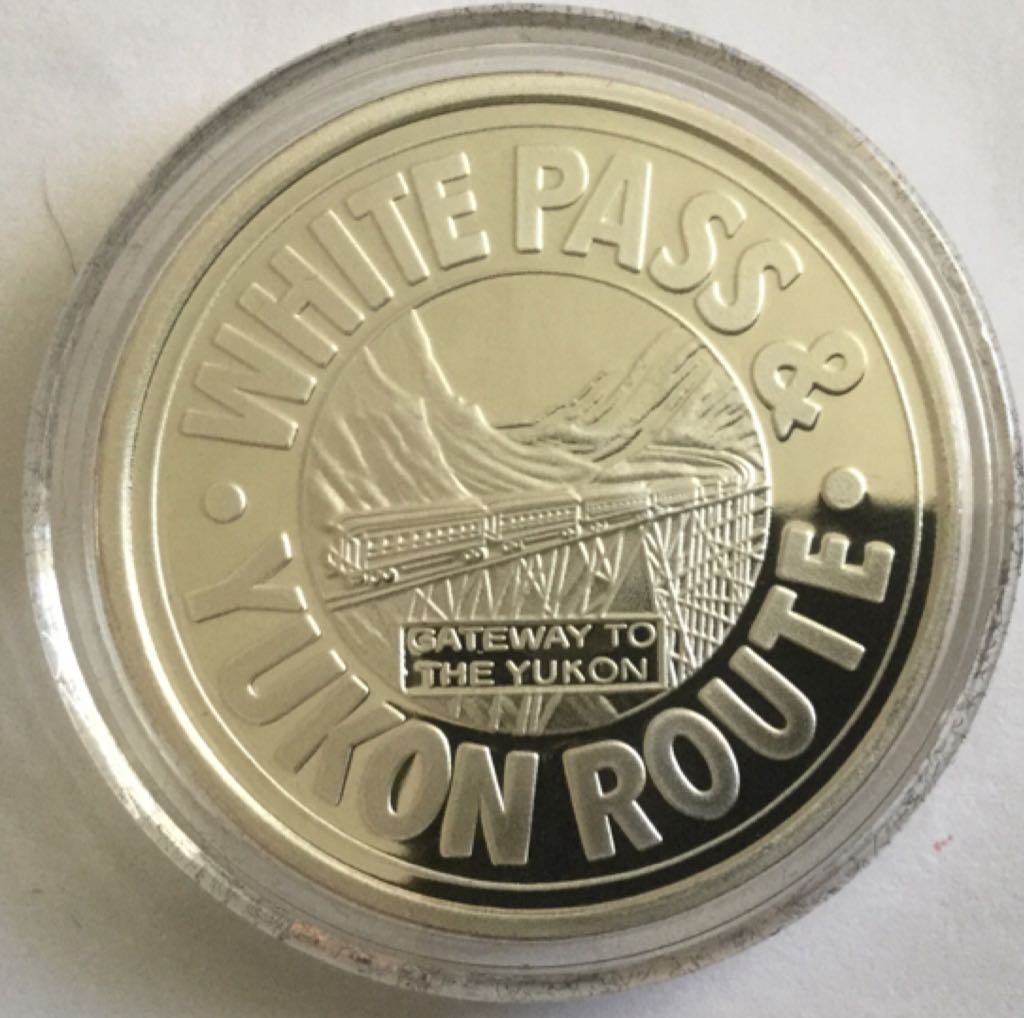 WHITE PASS &
YUKON ROUTE
GATEWAY TO
THE YUKON